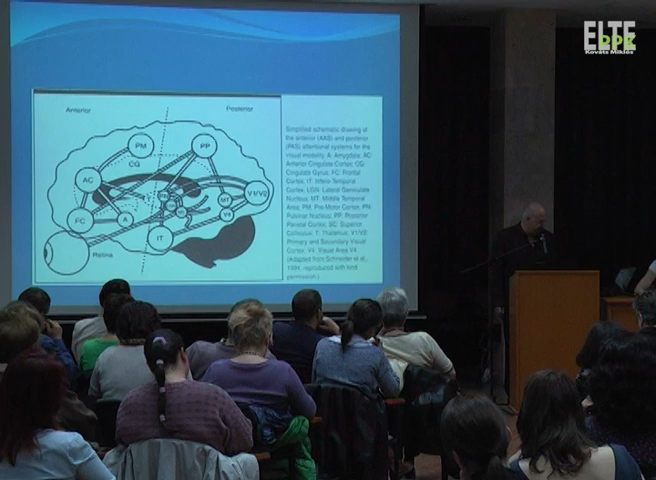 ELTE
PPK
Kováts Miklós
Anterior
Posterior
PM
PP
CG
AC
MT
V1/V2
V4
FC
A
IT
Retina
Simplified schematic drawing of
the anterior (AAS) and posterior
(PAS) attentional systems for the
visual modality. A: Amygdala; AC:
Anterior Cingulate Cortex; CG:
Cingulate Gyrus; FC: Frontal
Cortex; IT: Infero-Temporal
Cortex; LGN: Lateral Geniculate
Nucleus; MT: Middle Temporal
Area; PM: Pre-Motor Cortex; PN:
Pulvinar Nucleus; PP: Posterior
Parietal Cortex; SC: Superior
Colliculus; T: Thalamus; V1/V2:
Primary and Secondary Visual
Cortex; V4: Visual Area V4.
(Adapted from Schneider et al.,
1994, reproduced with kind
permission.)